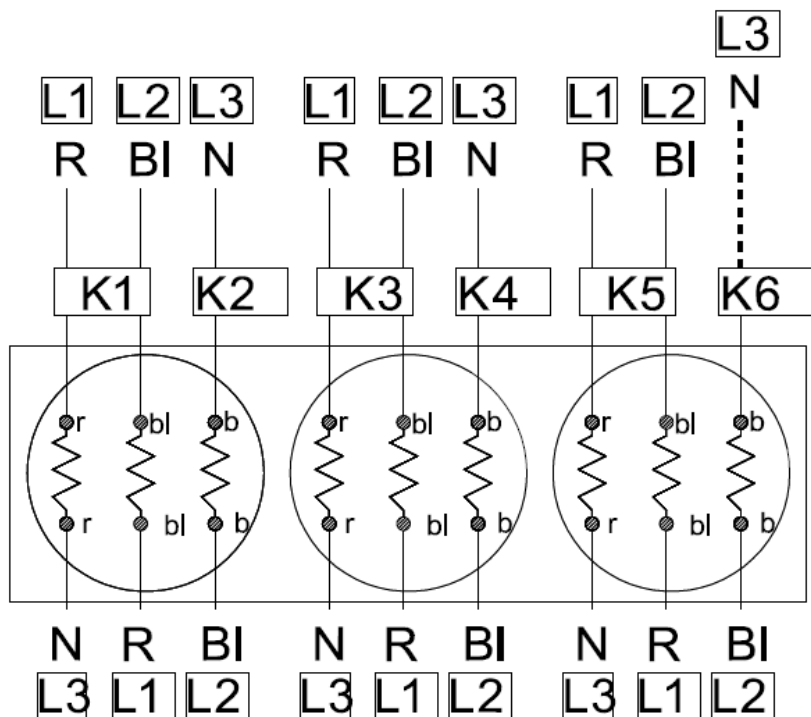 L3
L1 L2 L3 L1 L2 L3 L1 L2 N
R Bl N R Bl N R Bl
K1 K2 K3 K4 K5 K6
r bl b r bl b r bl b
r bl b r bl b r bl b
N R Bl N R Bl N R Bl
L3 L1 L2 L3 L1 L2 L3 L1 L2